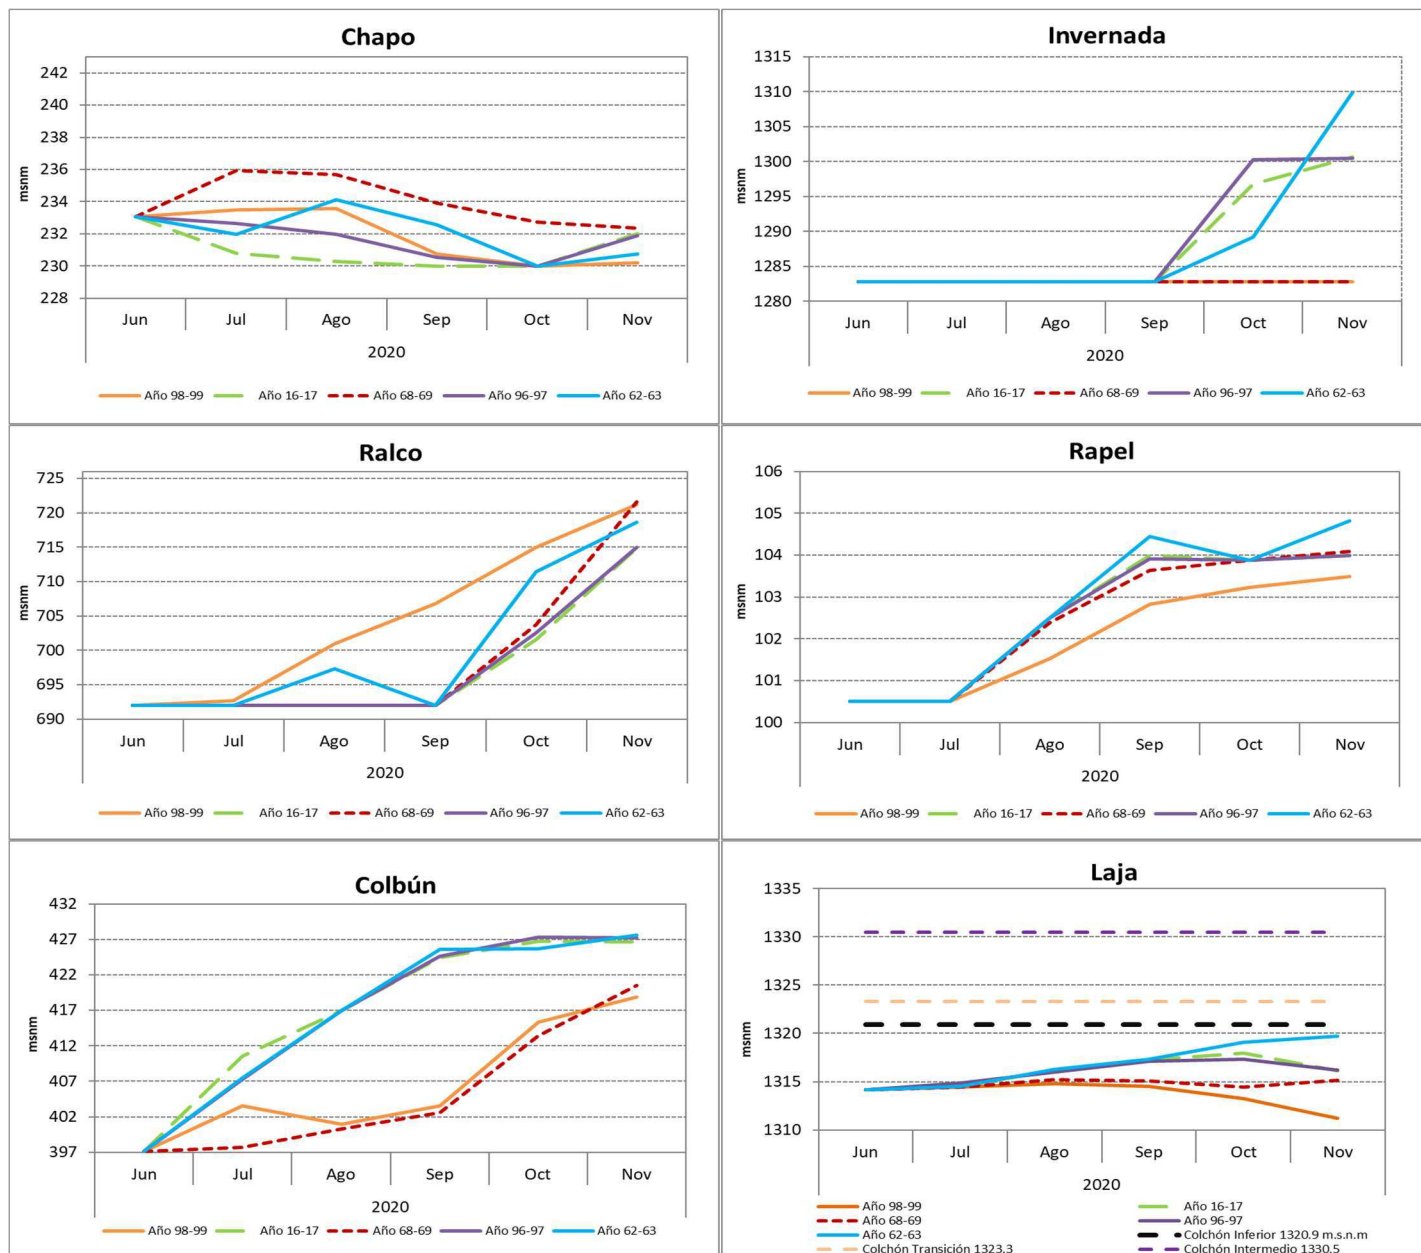 Chapo
242
240
238
236
234
232
230
228
msnm
Jun Jul Ago Sep Oct Nov
2020
Año 98-99 Año 16-17 Año 68-69 Año 96-97 Año 62-63
Invernada
1315
1310
1305
1300
1295
1290
1285
1280
msnm
Jun Jul Ago Sep Oct Nov
2020
Año 98-99 Año 16-17 Año 68-69 Año 96-97 Año 62-63
Ralco
725
720
715
710
705
700
695
690
msnm
Jun Jul Ago Sep Oct Nov
2020
Año 98-99 Año 16-17 Año 68-69 Año 96-97 Año 62-63
Rapel
106
105
104
103
102
101
100
msnm
Jun Jul Ago Sep Oct Nov
2020
Año 98-99 Año 16-17 Año 68-69 Año 96-97 Año 62-63
Colbún
432
427
422
417
412
407
402
397
msnm
Jun Jul Ago Sep Oct Nov
2020
Año 98-99 Año 16-17 Año 68-69 Año 96-97 Año 62-63
Laja
1335
1330
1325
1320
1315
1310
msnm
Jun Jul Ago Sep Oct Nov
2020
Año 98-99 Año 16-17
Año 68-69 Año 96-97
Año 62-63 Colchón Inferior 1320.9 m.s.n.m
Colchón Transición 1323.3 Colchón Intermedio 1330.5